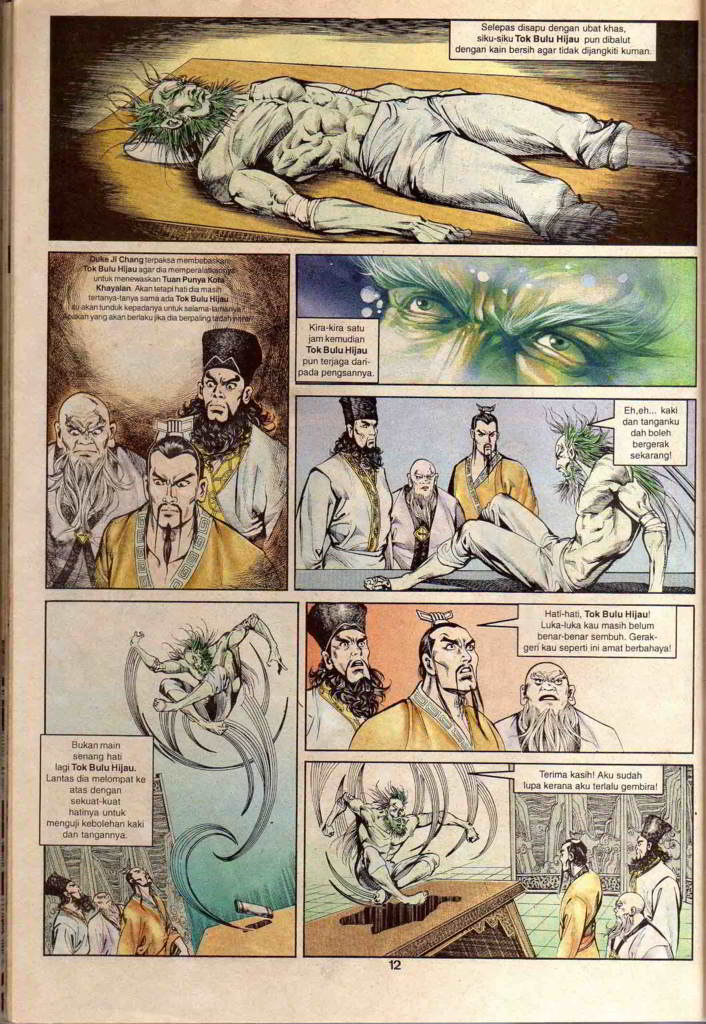 Selepas disapu dengan ubat khas,
siku-siku Tok Bulu Hijau pun dibalut
dengan kain bersih agar tidak dijangkiti kuman.
Duke Ji Chang terpaksa membebaskan
Tok Bulu Hijau agar dia memperalatkannya
untuk menewaskan Tuan Punya Kota
Khayalan. Akan tetapi hati dia masih
tertanya-tanya sama ada Tok Bulu Hijau
itu akan tunduk kepadanya untuk selama-lamanya.
Apakah yang akan berlaku jika dia berpaling tadah nanti?
Kira-kira satu
jam kemudian
Tok Bulu Hijau
pun terjaga dari-
pada pengsannya.
Eh,eh... kaki
dan tanganku
dah boleh
bergerak
sekarang!
Bukan main
senang hati
lagi Tok Bulu Hijau.
Lantas dia melompat ke
atas dengan
sekuat-kuat
hatinya untuk
menguji kebolehan kaki
dan tangannya.
Hati-hati, Tok Bulu Hijau!
Luka-luka kau masih belum
benar-benar sembuh. Gerak-
geri kau seperti ini amat berbahaya!
Terima kasih! Aku sudah
lupa kerana aku terlalu gembira!
12